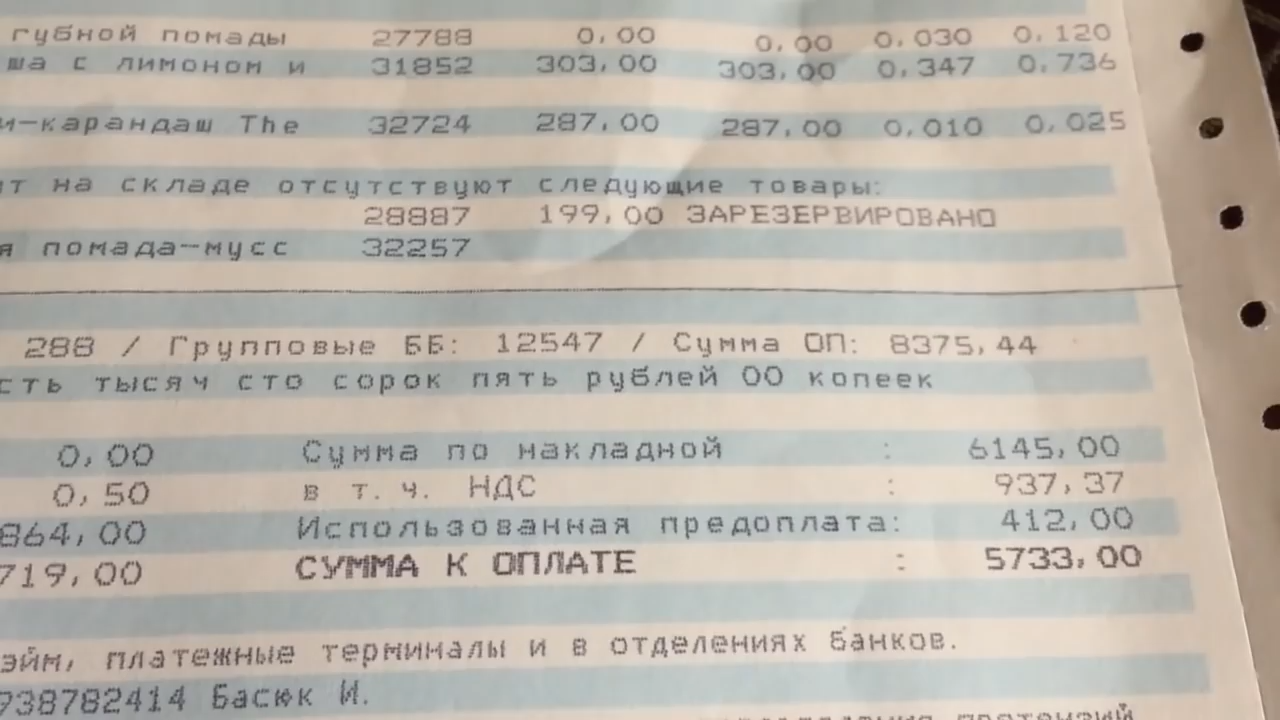 губной помады 27788 0,00 0,00 0,030 0,120
ша с лимоном и 31852 303,00 303,00 0,347 0,736
и-карандаш The 32724 287,00 287,00 0,010 0,025
на складе отсутствуют следующие товары:
28887 199,00 ЗАРЕЗЕРВИРОВАНО
я помада-мусс 32257
288 / Групповые ББ: 12547 / Сумма ОП: 8375,44
сть тысяч сто сорок пять рублей 00 копеек
0,00 Сумма по накладной : 6145,00
0,50 в т.ч. НДС : 937,37
864,00 Использованная предоплата: 412,00
719,00 СУММА К ОПЛАТЕ : 5733,00
эйм, платежные терминалы и в отделениях банков.
938782414 Басюк И.